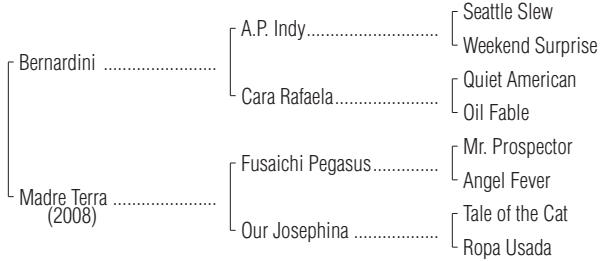 Seattle Slew
A.P. Indy..............................
Weekend Surprise
Bernardini .........................
Quiet American
Cara Rafaela........................
Oil Fable
Mr. Prospector
Fusaichi Pegasus...............
Angel Fever
Madre Terra .......................
(2008)
Tale of the Cat
Our Josephina ...................
Ropa Usada